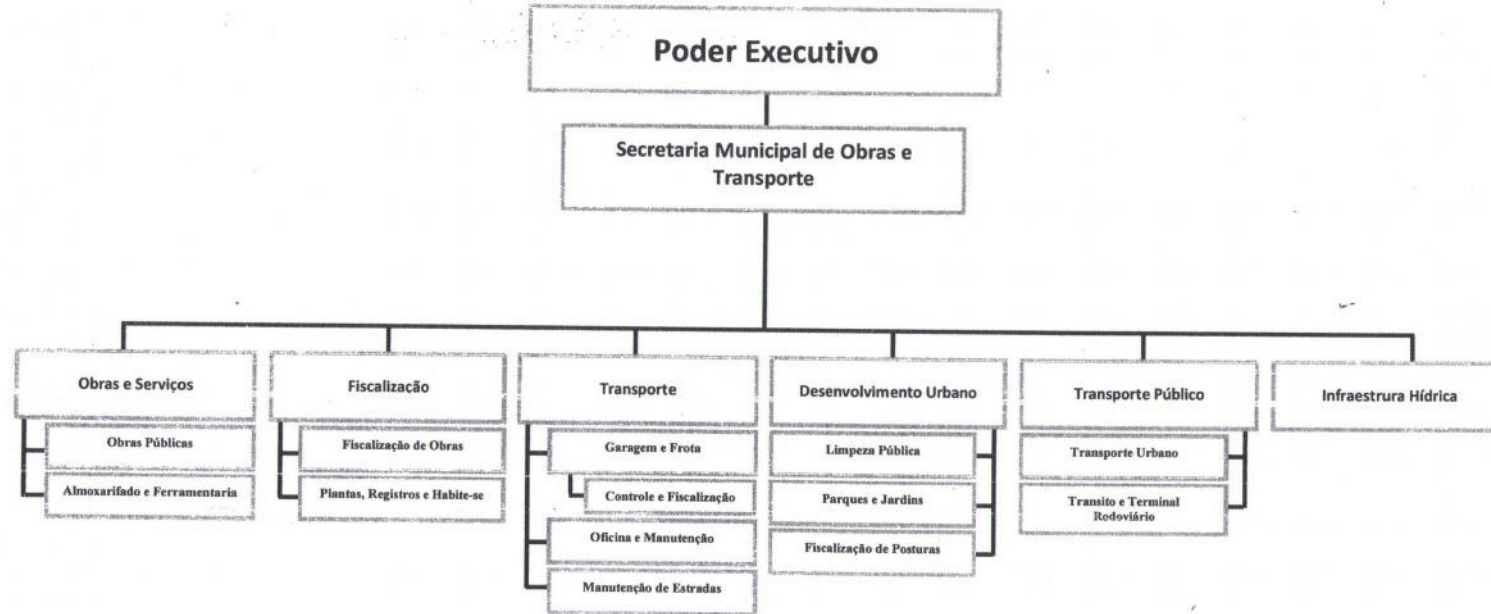 Poder Executivo
Secretaria Municipal de Obras e
Transporte
Obras e Serviços
Obras Públicas
Almoxarifado e Ferramentaria
Fiscalização
Fiscalização de Obras
Plantas, Registros e Habite-se
Transporte
Garagem e Frota
Controle e Fiscalização
Oficina e Manutenção
Manutenção de Estradas
Desenvolvimento Urbano
Limpeza Pública
Parques e Jardins
Fiscalização de Posturas
Transporte Público
Transporte Urbano
Transito e Terminal
Rodoviário
Infraestrura Hídrica